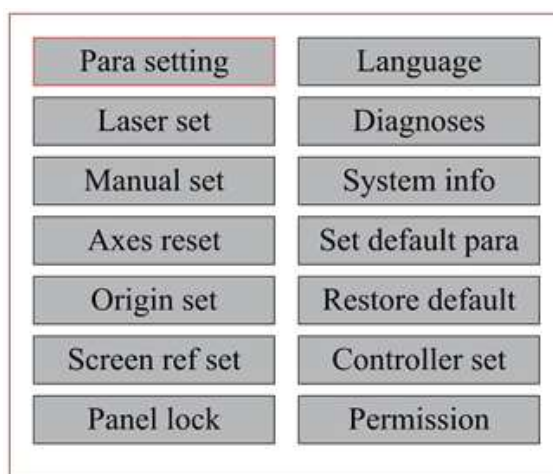 Para setting
Language
Laser set
Diagnoses
Manual set
System info
Axes reset
Set default para
Origin set
Restore default
Screen ref set
Controller set
Panel lock
Permission